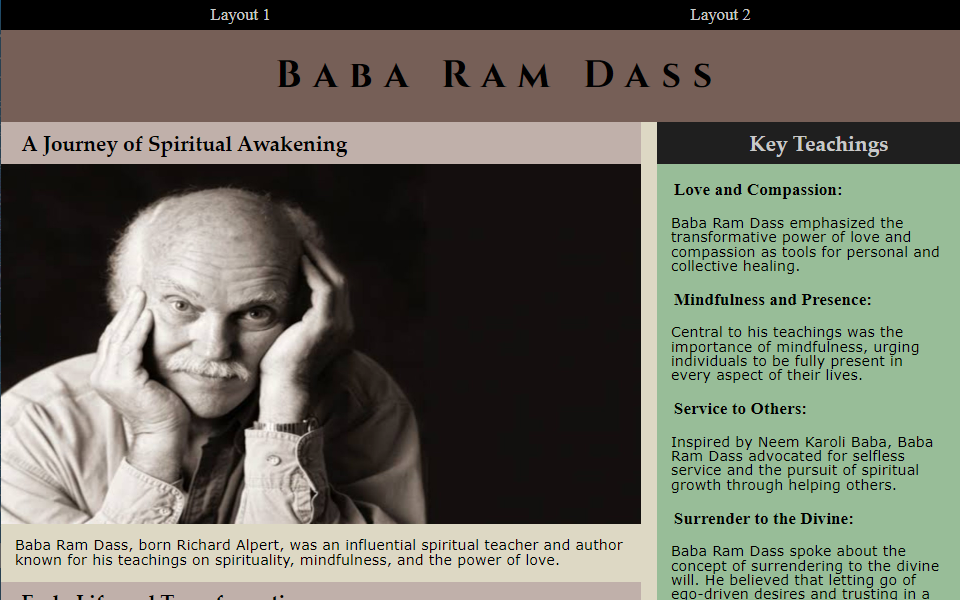 Layout 1
Layout 2
Baba Ram Dass
A Journey of Spiritual Awakening
Baba Ram Dass, born Richard Alpert, was an influential spiritual teacher and author
known for his teachings on spirituality, mindfulness, and the power of love.
Early Life and Transformation
Key Teachings
Love and Compassion:
Baba Ram Dass emphasized the
transformative power of love and
compassion as tools for personal and
collective healing.
Mindfulness and Presence:
Central to his teachings was the
importance of mindfulness, urging
individuals to be fully present in
every aspect of their lives.
Service to Others:
Inspired by Neem Karoli Baba, Baba
Ram Dass advocated for selfless
service and the pursuit of spiritual
growth through helping others.
Surrender to the Divine:
Baba Ram Dass spoke about the
concept of surrendering to the divine
will. He believed that letting go of
ego-driven desires and trusting in a